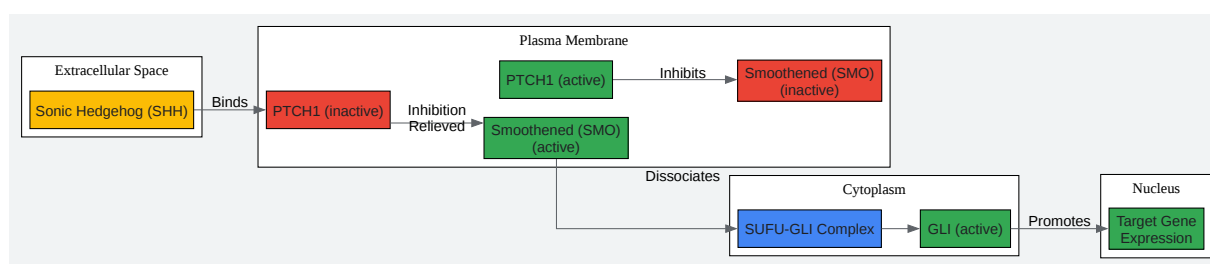 Plasma Membrane
Extracellular Space
PTCH1 (active)
Inhibits
Smoothened (SMO)
(inactive)
Sonic Hedgehog (SHH)
Binds
PTCH1 (inactive)
Inhibition
Relieved
Smoothened (SMO)
(active)
Dissociates
Cytoplasm
Nucleus
SUFU-GLI Complex
GLI (active)
Promotes
Target Gene
Expression